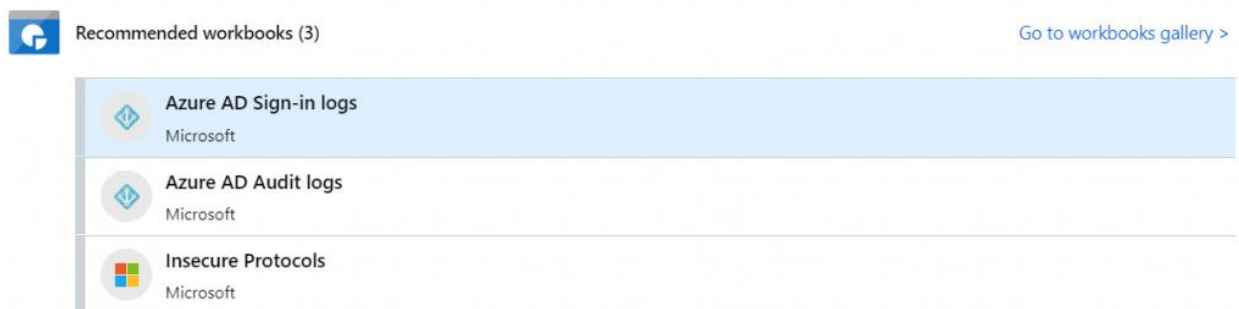 Recommended workbooks (3)
Go to workbooks gallery >
Azure AD Sign-in logs
Microsoft
Azure AD Audit logs
Microsoft
Insecure Protocols
Microsoft